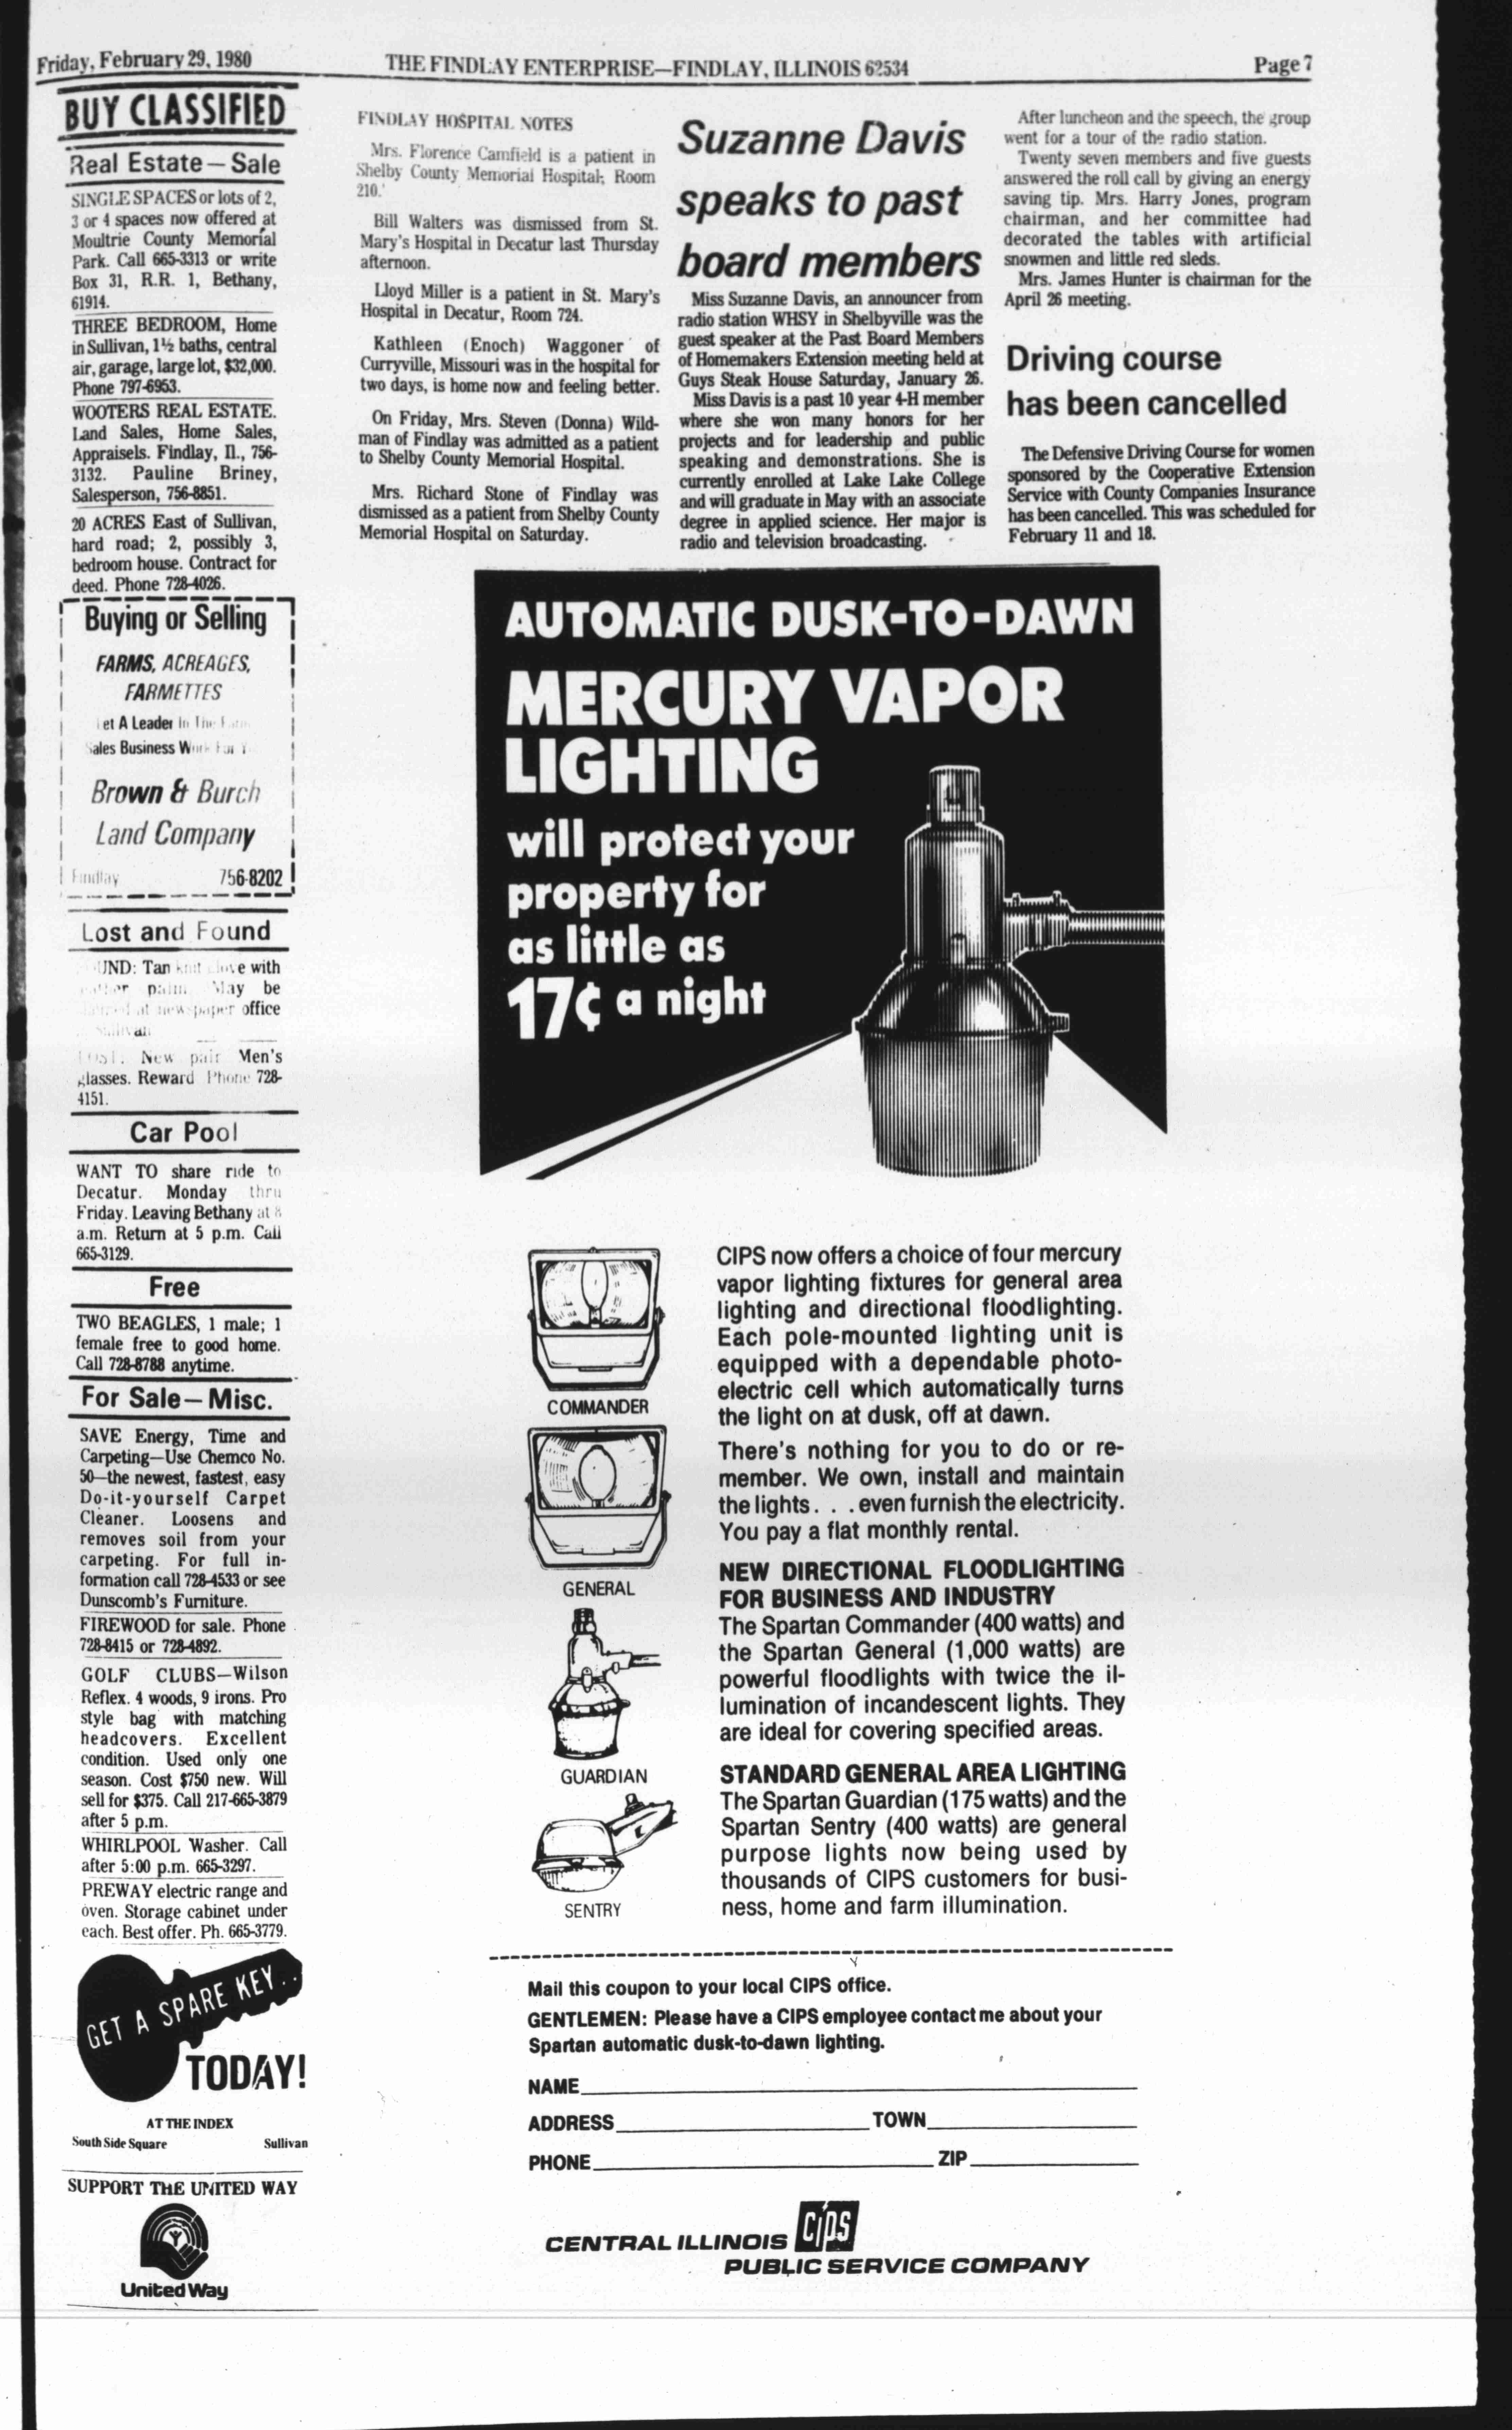 Friday, February 29, 1980
THE FINDLAY ENTERPRISE—FINDLAY, ILLINOIS 62534
Page 7
BUY CLASSIFIED
Real Estate — Sale
SINGLE SPACES or lots of 2,
3 or 4 spaces now offered at
Moultrie County Memorial
Park. Call 665-3313 or write
Box 31, R.R. 1, Bethany,
61914.
THREE BEDROOM, Home
in Sullivan, 1½ baths, central
air, garage, large lot, $32,000.
Phone 797-6953.
WOOTERS REAL ESTATE.
Land Sales, Home Sales,
Appraisels. Findlay, Il., 756-
3132. Pauline Briney,
Salesperson, 756-8851.
20 ACRES East of Sullivan,
hard road; 2, possibly 3,
bedroom house. Contract for
deed. Phone 728-4026.
Buying or Selling
FARMS, ACREAGES,
FARMETTES
et A Leader In The Farm
Sales Business Work For
Brown & Burch
Land Company
Findlay 756-8202
Lost and Found
UND: Tan knit glove with
palm. May be
at newspaper office
Sullivan
LOST: New pair Men's
glasses. Reward Phone 728-
4151.
Car Pool
WANT TO share ride to
Decatur. Monday thru
Friday. Leaving Bethany at 8
a.m. Return at 5 p.m. Call
665-3129.
Free
TWO BEAGLES, 1 male; 1
female free to good home.
Call 728-8788 anytime.
For Sale — Misc.
SAVE Energy, Time and
Carpeting—Use Chemco No.
50—the newest, fastest, easy
Do-it-yourself Carpet
Cleaner. Loosens and
removes soil from your
carpeting. For full in-
formation call 728-4533 or see
Dunscomb's Furniture.
FIREWOOD for sale. Phone
728-8415 or 728-4892.
GOLF CLUBS—Wilson
Reflex. 4 woods, 9 irons. Pro
style bag with matching
headcovers. Excellent
condition. Used only one
season. Cost $750 new. Will
sell for $375. Call 217-665-3879
after 5 p.m.
WHIRLPOOL Washer. Call
after 5:00 p.m. 665-3297.
PREWAY electric range and
oven. Storage cabinet under
each. Best offer. Ph. 665-3779.
GET A SPARE KEY . .
TODAY!
AT THE INDEX
South Side Square Sullivan
SUPPORT THE UNITED WAY
United Way
FINDLAY HOSPITAL NOTES
Mrs. Florence Camfield is a patient in
Shelby County Memorial Hospital, Room
210.
Bill Walters was dismissed from St.
Mary's Hospital in Decatur last Thursday
afternoon.
Lloyd Miller is a patient in St. Mary's
Hospital in Decatur, Room 724.
Kathleen (Enoch) Waggoner of
Curryville, Missouri was in the hospital for
two days, is home now and feeling better.
On Friday, Mrs. Steven (Donna) Wild-
man of Findlay was admitted as a patient
to Shelby County Memorial Hospital.
Mrs. Richard Stone of Findlay was
dismissed as a patient from Shelby County
Memorial Hospital on Saturday.
Suzanne Davis
speaks to past
board members
Miss Suzanne Davis, an announcer from
radio station WHSY in Shelbyville was the
guest speaker at the Past Board Members
of Homemakers Extension meeting held at
Guys Steak House Saturday, January 26.
Miss Davis is a past 10 year 4-H member
where she won many honors for her
projects and for leadership and public
speaking and demonstrations. She is
currently enrolled at Lake Lake College
and will graduate in May with an associate
degree in applied science. Her major is
radio and television broadcasting.
After luncheon and the speech, the group
went for a tour of the radio station.
Twenty seven members and five guests
answered the roll call by giving an energy
saving tip. Mrs. Harry Jones, program
chairman, and her committee had
decorated the tables with artificial
snowmen and little red sleds.
Mrs. James Hunter is chairman for the
April 26 meeting.
Driving course
has been cancelled
The Defensive Driving Course for women
sponsored by the Cooperative Extension
Service with County Companies Insurance
has been cancelled. This was scheduled for
February 11 and 18.
AUTOMATIC DUSK-TO-DAWN
MERCURY VAPOR
LIGHTING
will protect your
property for
as little as
17¢ a night
COMMANDER
GENERAL
GUARDIAN
SENTRY
CIPS now offers a choice of four mercury
vapor lighting fixtures for general area
lighting and directional floodlighting.
Each pole-mounted lighting unit is
equipped with a dependable photo-
electric cell which automatically turns
the light on at dusk, off at dawn.
There's nothing for you to do or re-
member. We own, install and maintain
the lights. . . even furnish the electricity.
You pay a flat monthly rental.
NEW DIRECTIONAL FLOODLIGHTING
FOR BUSINESS AND INDUSTRY
The Spartan Commander (400 watts) and
the Spartan General (1,000 watts) are
powerful floodlights with twice the il-
lumination of incandescent lights. They
are ideal for covering specified areas.
STANDARD GENERAL AREA LIGHTING
The Spartan Guardian (175 watts) and the
Spartan Sentry (400 watts) are general
purpose lights now being used by
thousands of CIPS customers for busi-
ness, home and farm illumination.
Mail this coupon to your local CIPS office.
GENTLEMEN: Please have a CIPS employee contact me about your
Spartan automatic dusk-to-dawn lighting.
NAME
ADDRESS TOWN
PHONE ZIP
CENTRAL ILLINOIS CIPS
PUBLIC SERVICE COMPANY